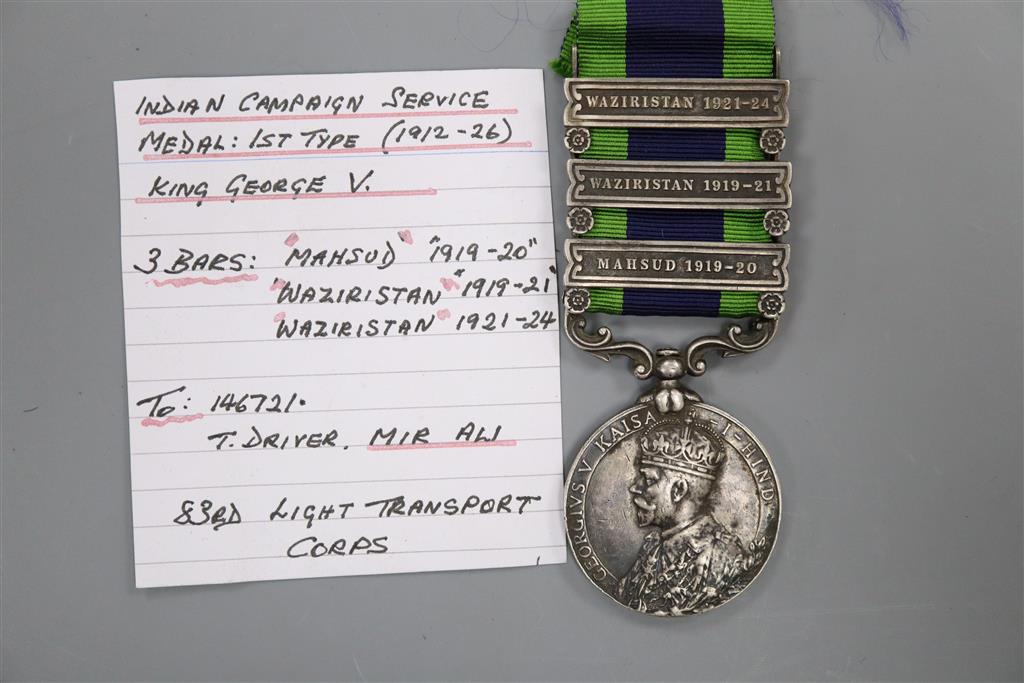 INDIAN CAMPAIGN SERVICE
MEDAL: 1ST TYPE (1912-26)
KING GEORGE V.
3 BARS: "MAHSUD" "1919-20"
"WAZIRISTAN" "1919-21"
"WAZIRISTAN" 1921-24
TO: 146721.
T. DRIVER. MIR ALI
83RD LIGHT TRANSPORT
CORPS
WAZIRISTAN 1921-24
WAZIRISTAN 1919-21
MAHSUD 1919-20
GEORGIVS V KAISAR-I-HIND